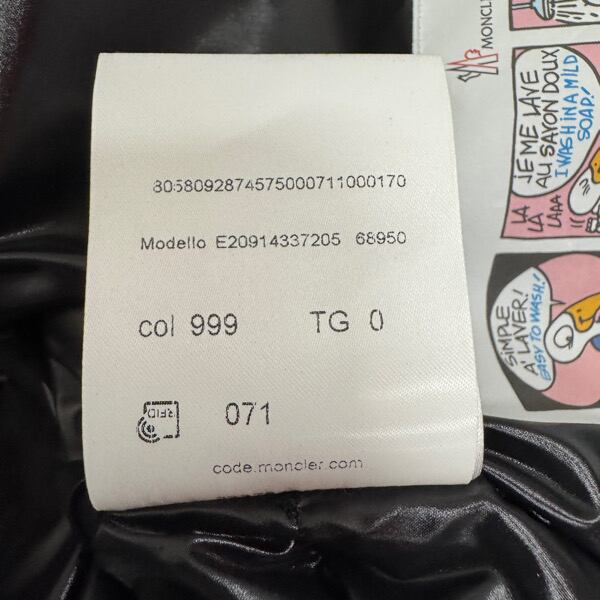 8058092874575000711000170
Modello E20914337205 68950
col 999 TG 0
RFID
071
code.moncler.com
MONCLE
JE ME LAVE
AU SAVON DOUX
I WASH IN A MILD
SOAP!
LA
LA
LAAA
SIMPLE
A' LAVER!
EASY TO WASH!